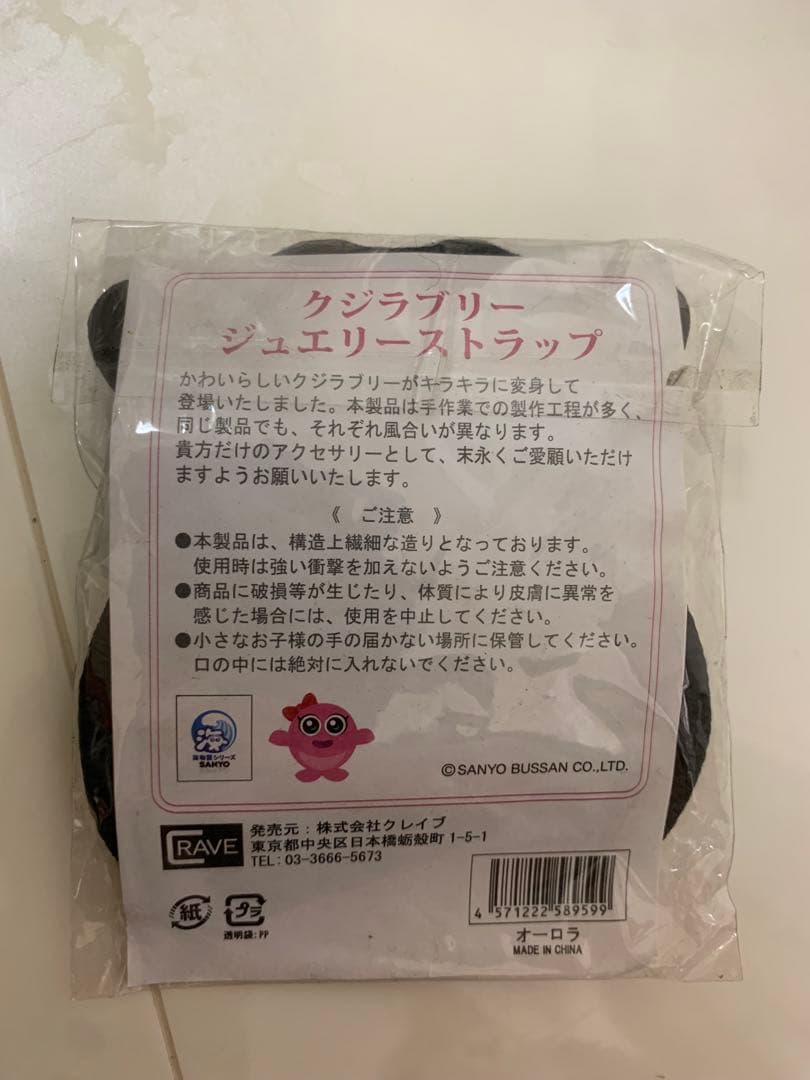 クジラブリー
ジュエリーストラップ
かわいらしいクジラブリーがキラキラに変身して
登場いたしました。本製品は手作業での製作工程が多く、
同じ製品でも、それぞれ風合いが異なります。
貴方だけのアクセサリーとして、末永くご愛願いただけ
ますようお願いいたします。
《 ご注意 》
●本製品は、構造上繊細な造りとなっております。
使用時は強い衝撃を加えないようご注意ください。
●商品に破損等が生じたり、体質により皮膚に異常を
感じた場合には、使用を中止してください。
●小さなお子様の手の届かない場所に保管してください。
口の中には絶対に入れないでください。
海
海物語シリーズ
SANYO
©SANYO BUSSAN CO.,LTD.
CRAVE
発売元：株式会社クレイブ
東京都中央区日本橋蛎殻町 1-5-1
TEL: 03-3666-5673
紙
プラ
透明袋：PP
4 571222 589599
オーロラ
MADE IN CHINA